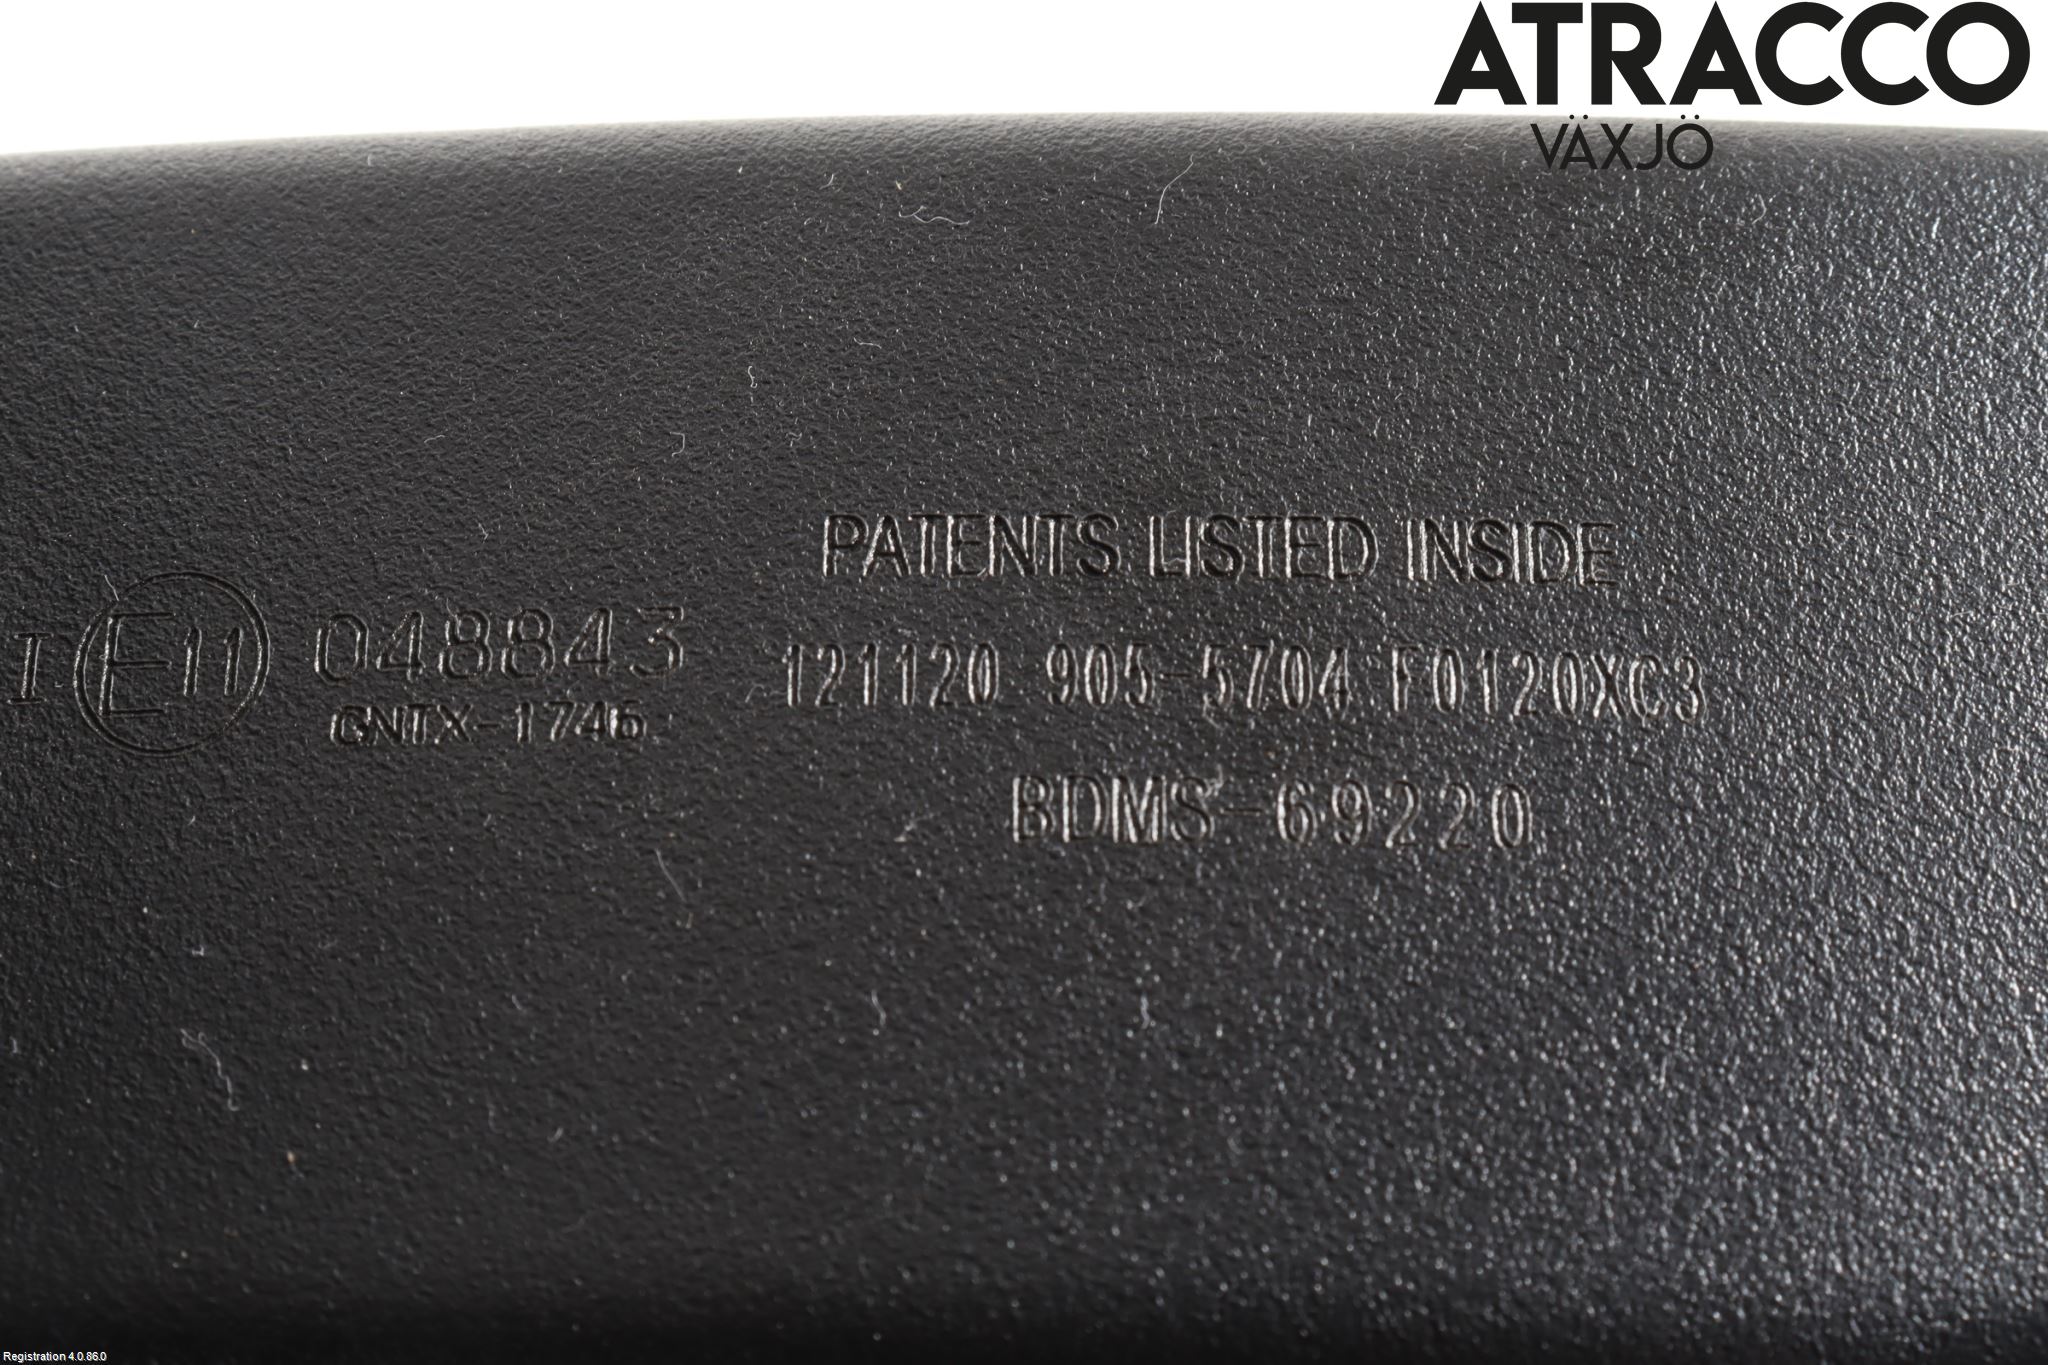 ATRACCO
VÄXJÖ
PATENTS LISTED INSIDE
I E11 048843
121120 905-5704 F0120XC3
GNTX-1746
BDMS-69220
Registration 4.0.86.0